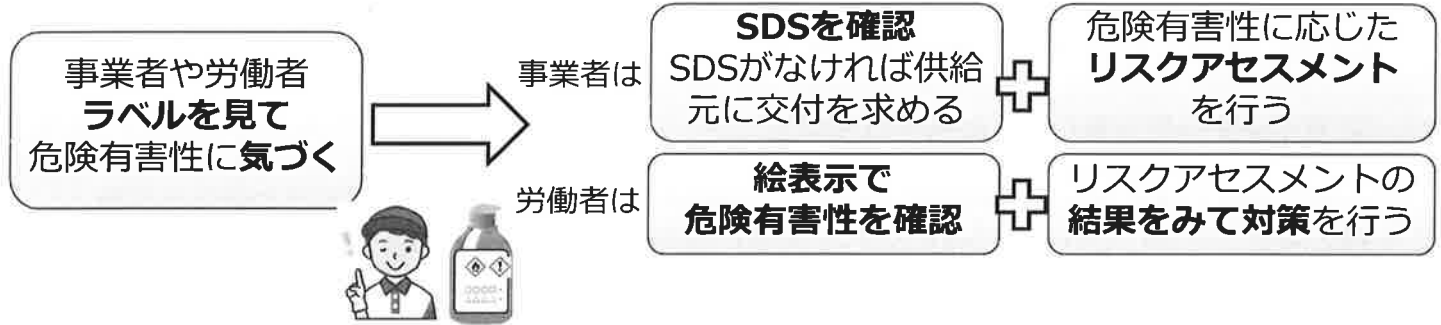 事業者や労働者
ラベルを見て
危険有害性に気づく
事業者は
SDSを確認
SDSがなければ供給
元に交付を求める
危険有害性に応じた
リスクアセスメント
を行う
労働者は
絵表示で
危険有害性を確認
リスクアセスメントの
結果をみて対策を行う